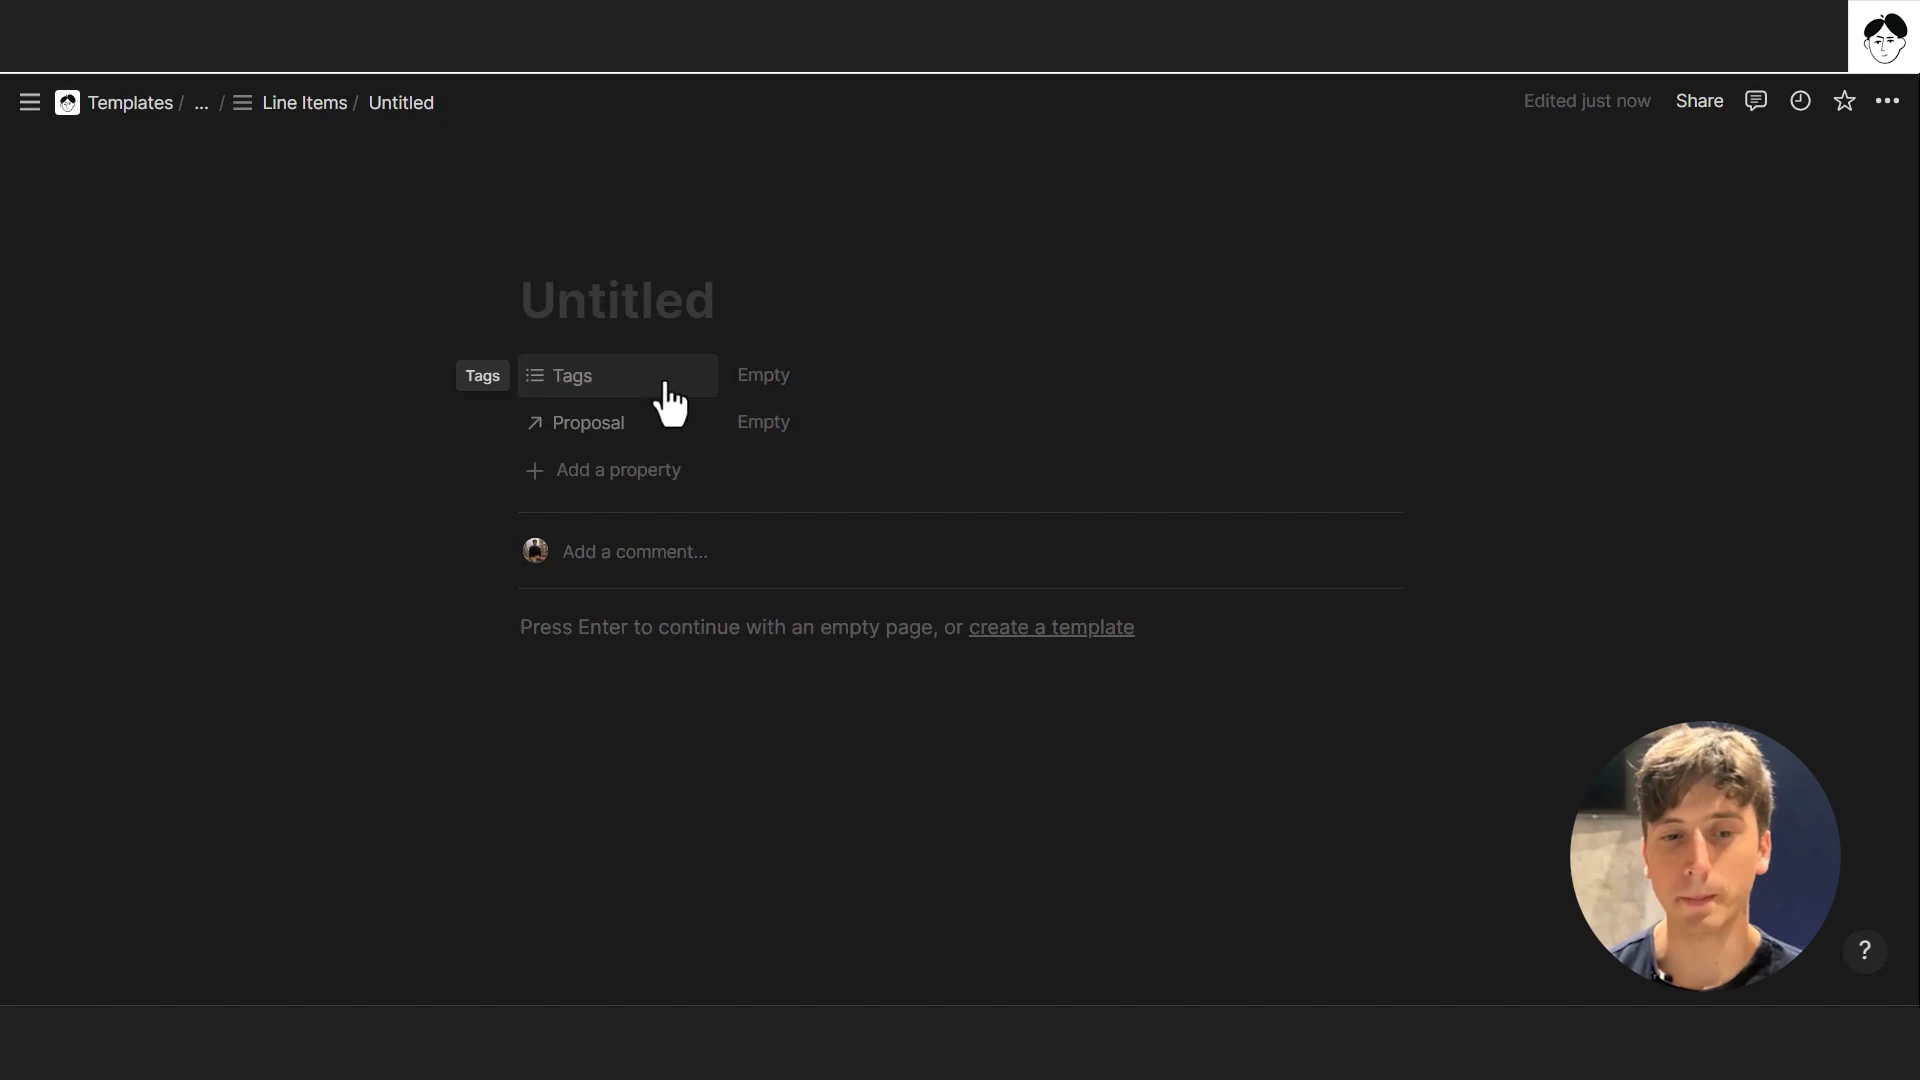 Templates / ... / Line Items / Untitled
Edited just now Share
Untitled
Tags Tags Empty
Proposal Empty
Add a property
Add a comment...
Press Enter to continue with an empty page, or create a template
?